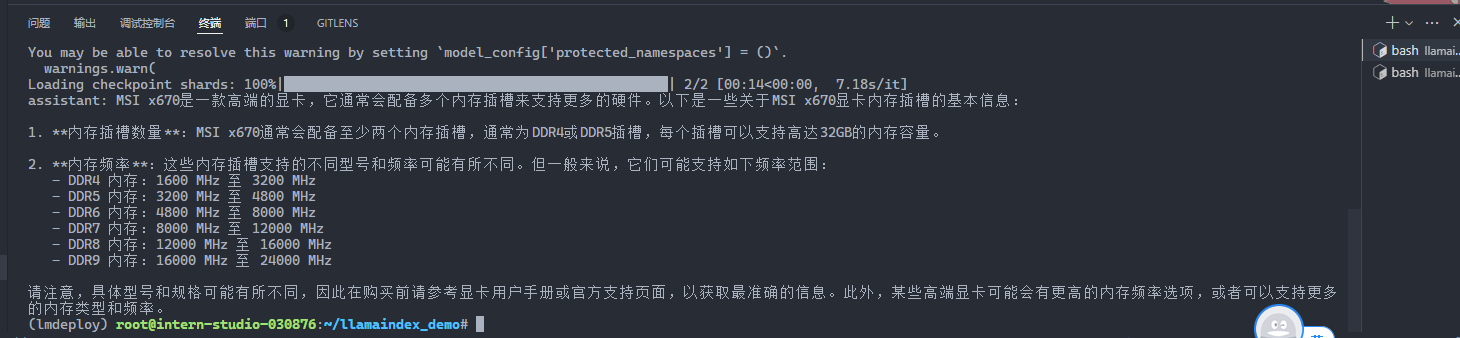 问题 输出 调试控制台 终端 端口 1 GITLENS
You may be able to resolve this warning by setting `model_config['protected_namespaces'] = ()`.
warnings.warn(
Loading checkpoint shards: 100%| | 2/2 [00:14<00:00, 7.18s/it]
assistant: MSI x670是一款高端的显卡，它通常会配备多个内存插槽来支持更多的硬件。以下是一些关于MSI x670显卡内存插槽的基本信息：
1. **内存插槽数量**: MSI x670通常会配备至少两个内存插槽，通常为DDR4或DDR5插槽，每个插槽可以支持高达32GB的内存容量。
2. **内存频率**: 这些内存插槽支持的不同型号和频率可能有所不同。但一般来说，它们可能支持如下频率范围：
- DDR4 内存: 1600 MHz 至 3200 MHz
- DDR5 内存: 3200 MHz 至 4800 MHz
- DDR6 内存: 4800 MHz 至 8000 MHz
- DDR7 内存: 8000 MHz 至 12000 MHz
- DDR8 内存: 12000 MHz 至 16000 MHz
- DDR9 内存: 16000 MHz 至 24000 MHz
请注意，具体型号和规格可能有所不同，因此在购买前请参考显卡用户手册或官方支持页面，以获取最准确的信息。此外，某些高端显卡可能会有更高的内存频率选项，或者可以支持更多
的内存类型和频率。
(lmdeploy) root@intern-studio-030876:~/llamaindex_demo#
bash llamai...
bash llamai...